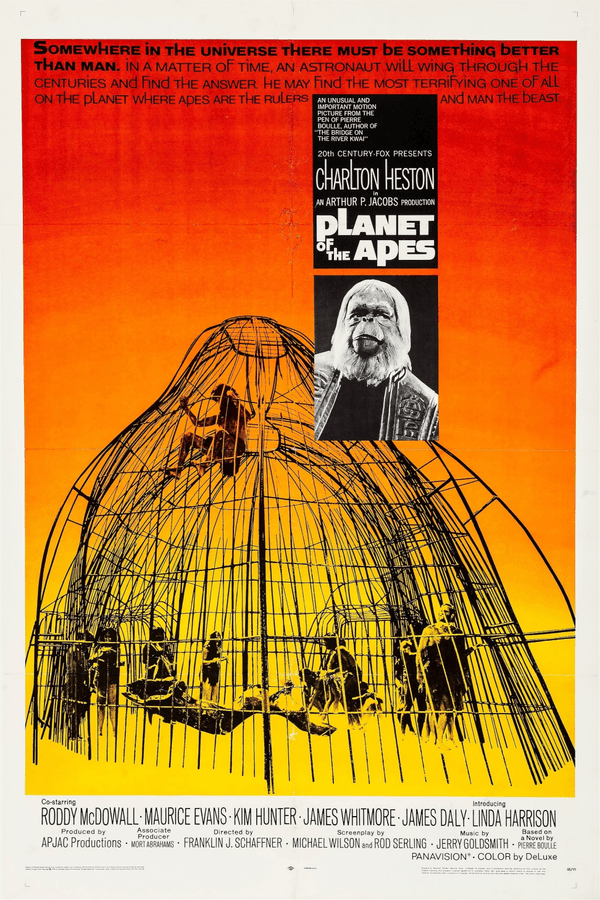 SOMEWHERE IN THE UNIVERSE THERE MUST BE SOMETHING BETTER
THAN MAN. IN A MATTER OF TIME, AN ASTRONAUT WILL WING THROUGH THE
CENTURIES AND FIND THE ANSWER. HE MAY FIND THE MOST TERRIFYING ONE OF ALL
ON THE PLANET WHERE APES ARE THE RULERS AND MAN THE BEAST.
AN UNUSUAL AND
IMPORTANT MOTION
PICTURE FROM THE
PEN OF PIERRE
BOULLE, AUTHOR OF
"THE BRIDGE ON
THE RIVER KWAI"
20th CENTURY-FOX PRESENTS
CHARLTON HESTON
in
AN ARTHUR P. JACOBS PRODUCTION
PLANET
OF THE APES
Co-starring
Introducing
RODDY McDOWALL · MAURICE EVANS · KIM HUNTER · JAMES WHITMORE · JAMES DALY · LINDA HARRISON
Produced by
APJAC Productions ·
Associate
Producer
MORT ABRAHAMS ·
Directed by
FRANKLIN J. SCHAFFNER ·
Screenplay by
MICHAEL WILSON and ROD SERLING ·
Music by
JERRY GOLDSMITH ·
Based on
a Novel by
PIERRE BOULLE
PANAVISION® · COLOR by DeLuxe